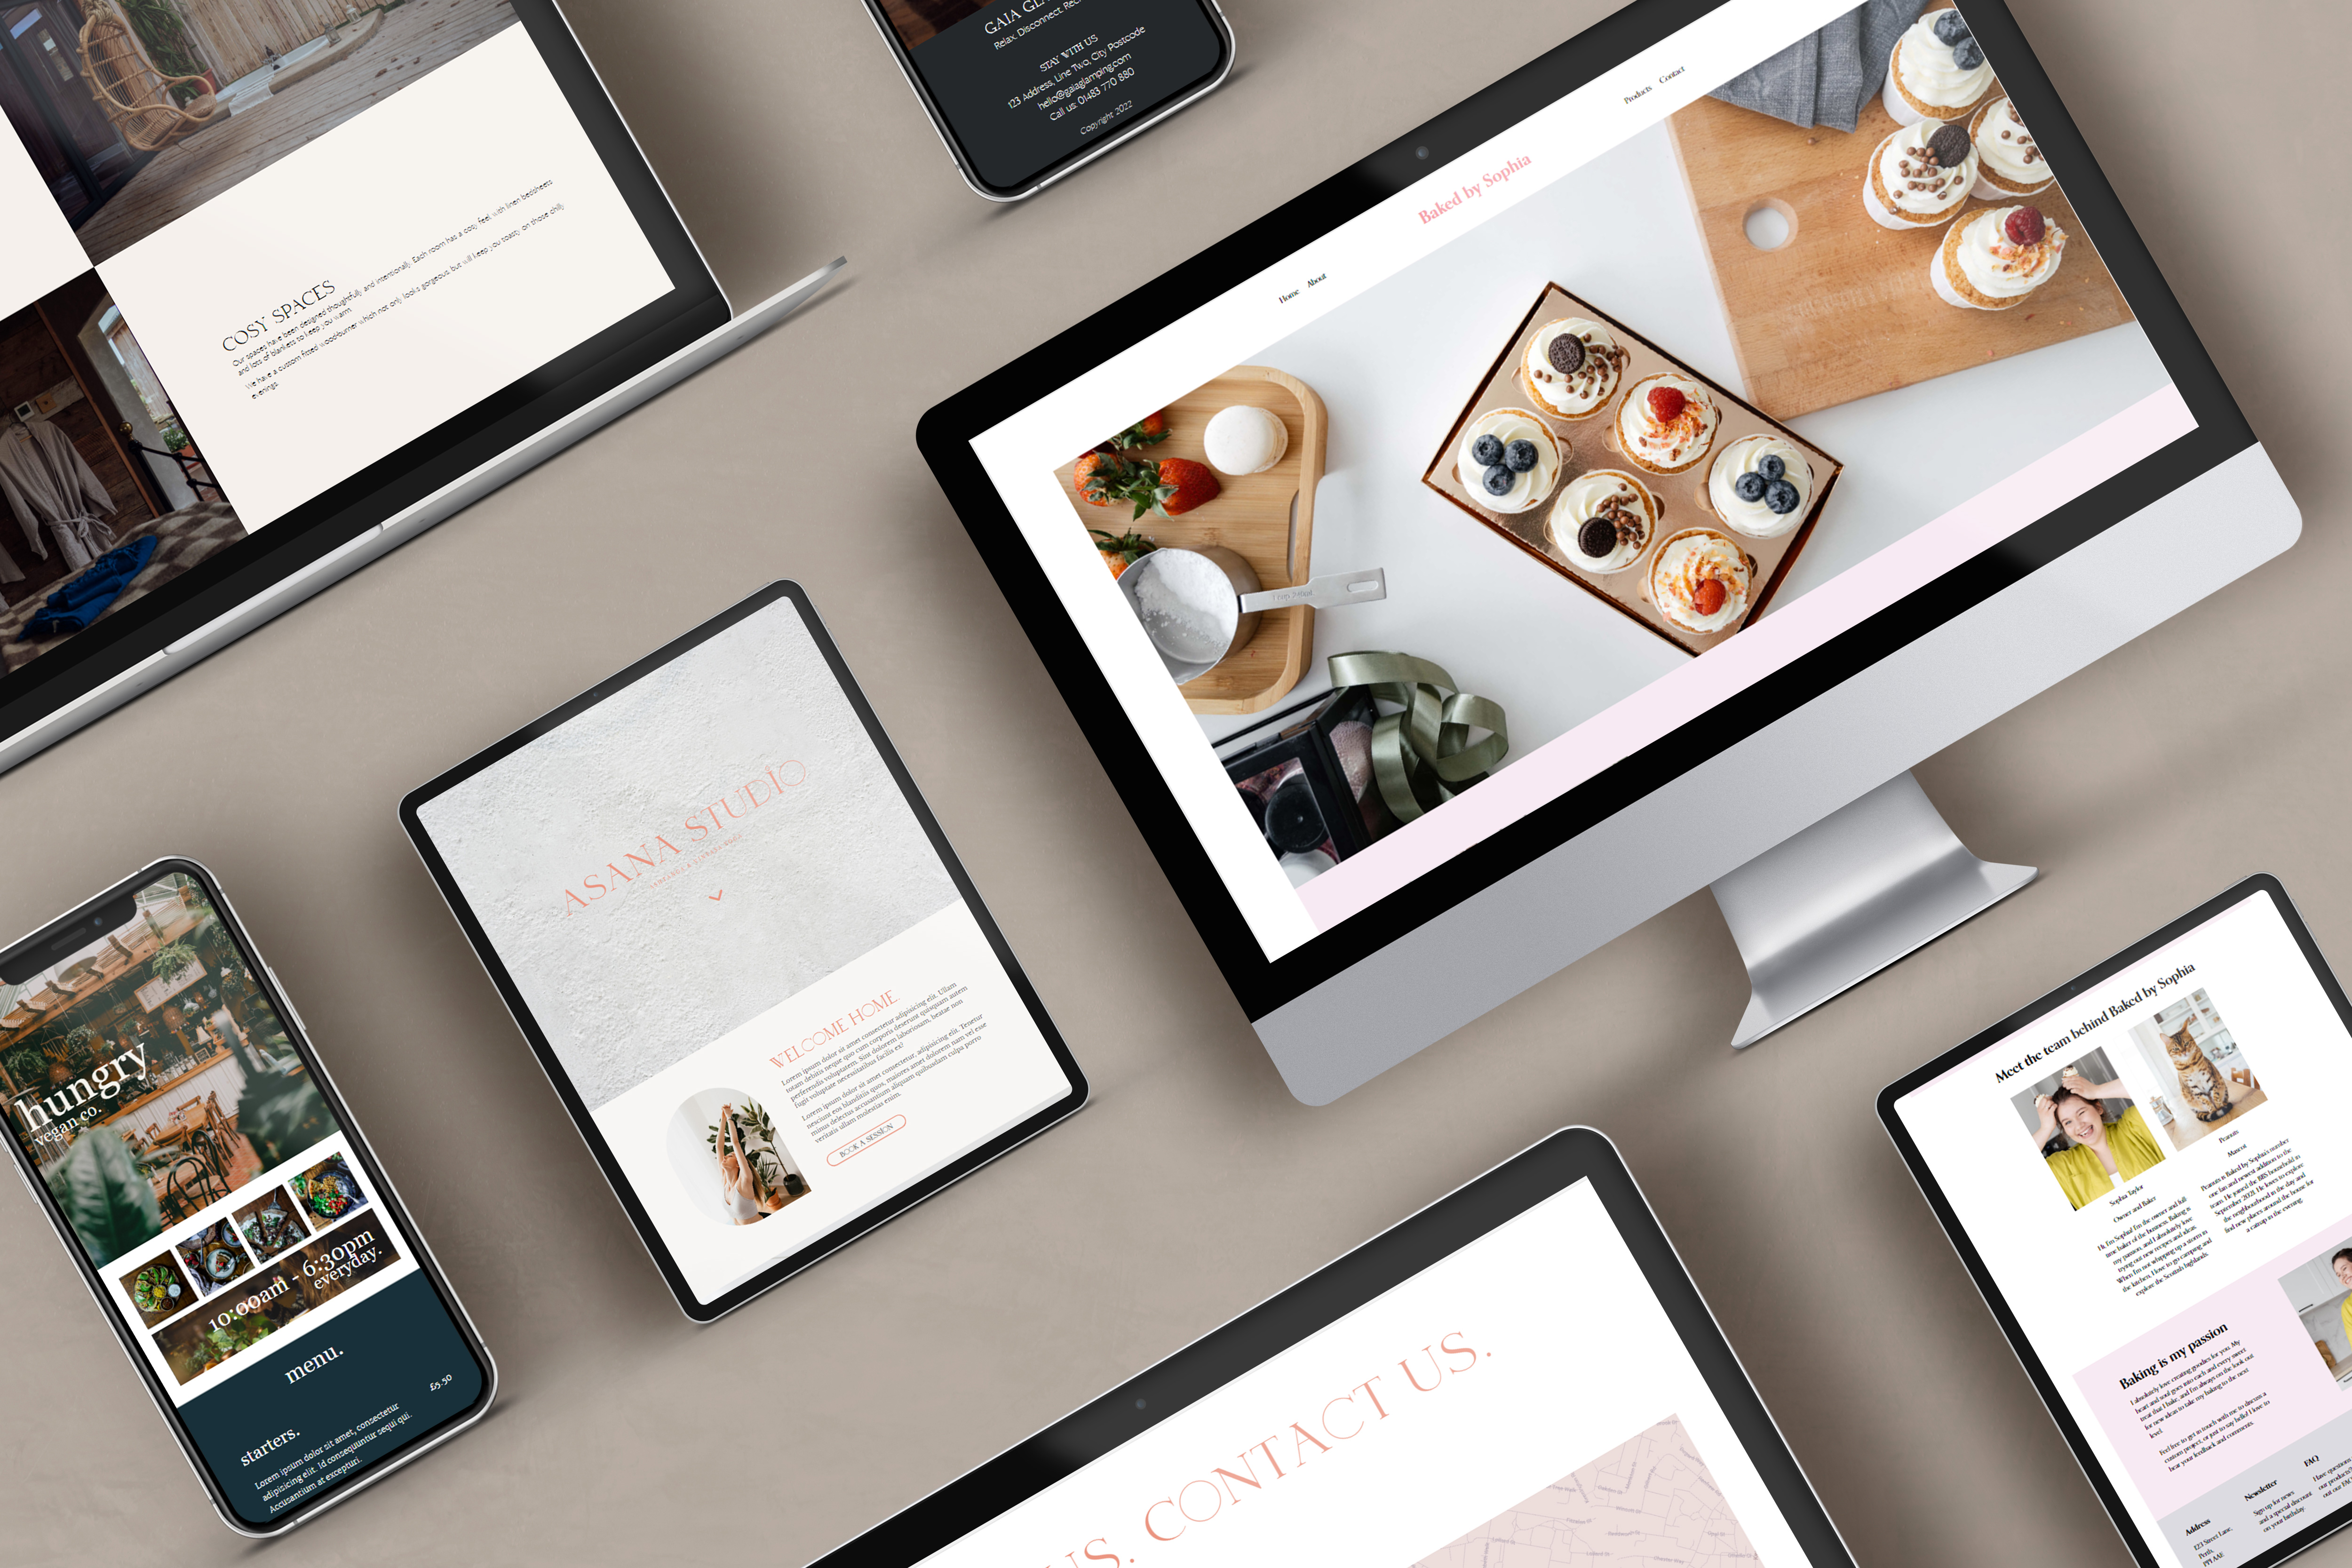 COSY SPACES
Our spaces have been designed thoughtfully and intentionally. Each room has a cosy feel, with linen bedsheets
and lots of blankets to keep you warm.
We have a custom fitted woodburner which not only looks gorgeous, but will keep you toasty on those chilly
evenings.
Relax. Disconnect.
STAY WITH US
123 Address, Line Two, City Postcode
hello@gaiaglamping.com
Call us: 01483 770 880
Copyright 2022
Home About
Baked by Sophia
Products Contact
ASANA STUDIO
WELCOME HOME.
Lorem ipsum dolor sit amet consectetur adipisicing elit. Ullam
totam debitis neque quo cum corporis deserunt quisquam autem
perferendis voluptatem. Sint dolorem laboriosam, beatae non
fugit voluptate necessitatibus facilis ex?
Lorem ipsum dolor sit amet consectetur, adipisicing elit. Tenetur
nesciunt eos blanditiis quos, maiores amet dolorem nam vel esse
minus delectus accusantium aliquam quibusdam culpa porro
veritatis ullam molestias enim.
BOOK A SESSION
hungry
vegan co.
10:00am - 6:30pm
everyday.
menu.
£5.50
starters.
Lorem ipsum dolor sit amet, consectetur
adipisicing elit. Id consequuntur sequi qui.
Accusantium at excepturi.
US. CONTACT US.
Meet the team behind Baked by Sophia
Sophia Taylor
Owner and Baker
Hi, I'm Sophia! I'm the owner and full
time baker of the business. Baking is
my passion, and I absolutely love
trying out new recipes and ideas.
When I'm not whipping up a storm in
the kitchen, I love to go camping and
explore the Scottish highlands.
Peanuts
Mascot
Peanuts is Baked by Sophia's number
one fan and newest addition to the
team. He joined the BBS household in
September 2021. He loves to explore
the neighbourhood in the day and
find new places around the house for
a catnap in the evening.
Baking is my passion
I absolutely love creating goodies for you. My
heart and soul goes into each and every sweet
treat that I bake, and I'm always on the look out
for new ideas to take my baking to the next
level.
Feel free to get in touch with me to discuss a
custom project, or just to say hello! I love to
hear your feedback and comments.
Address
123 Street Lane,
Perth,
Newsletter
Sign up for news
and a special discount
on your birthday.
FAQ
Have questions